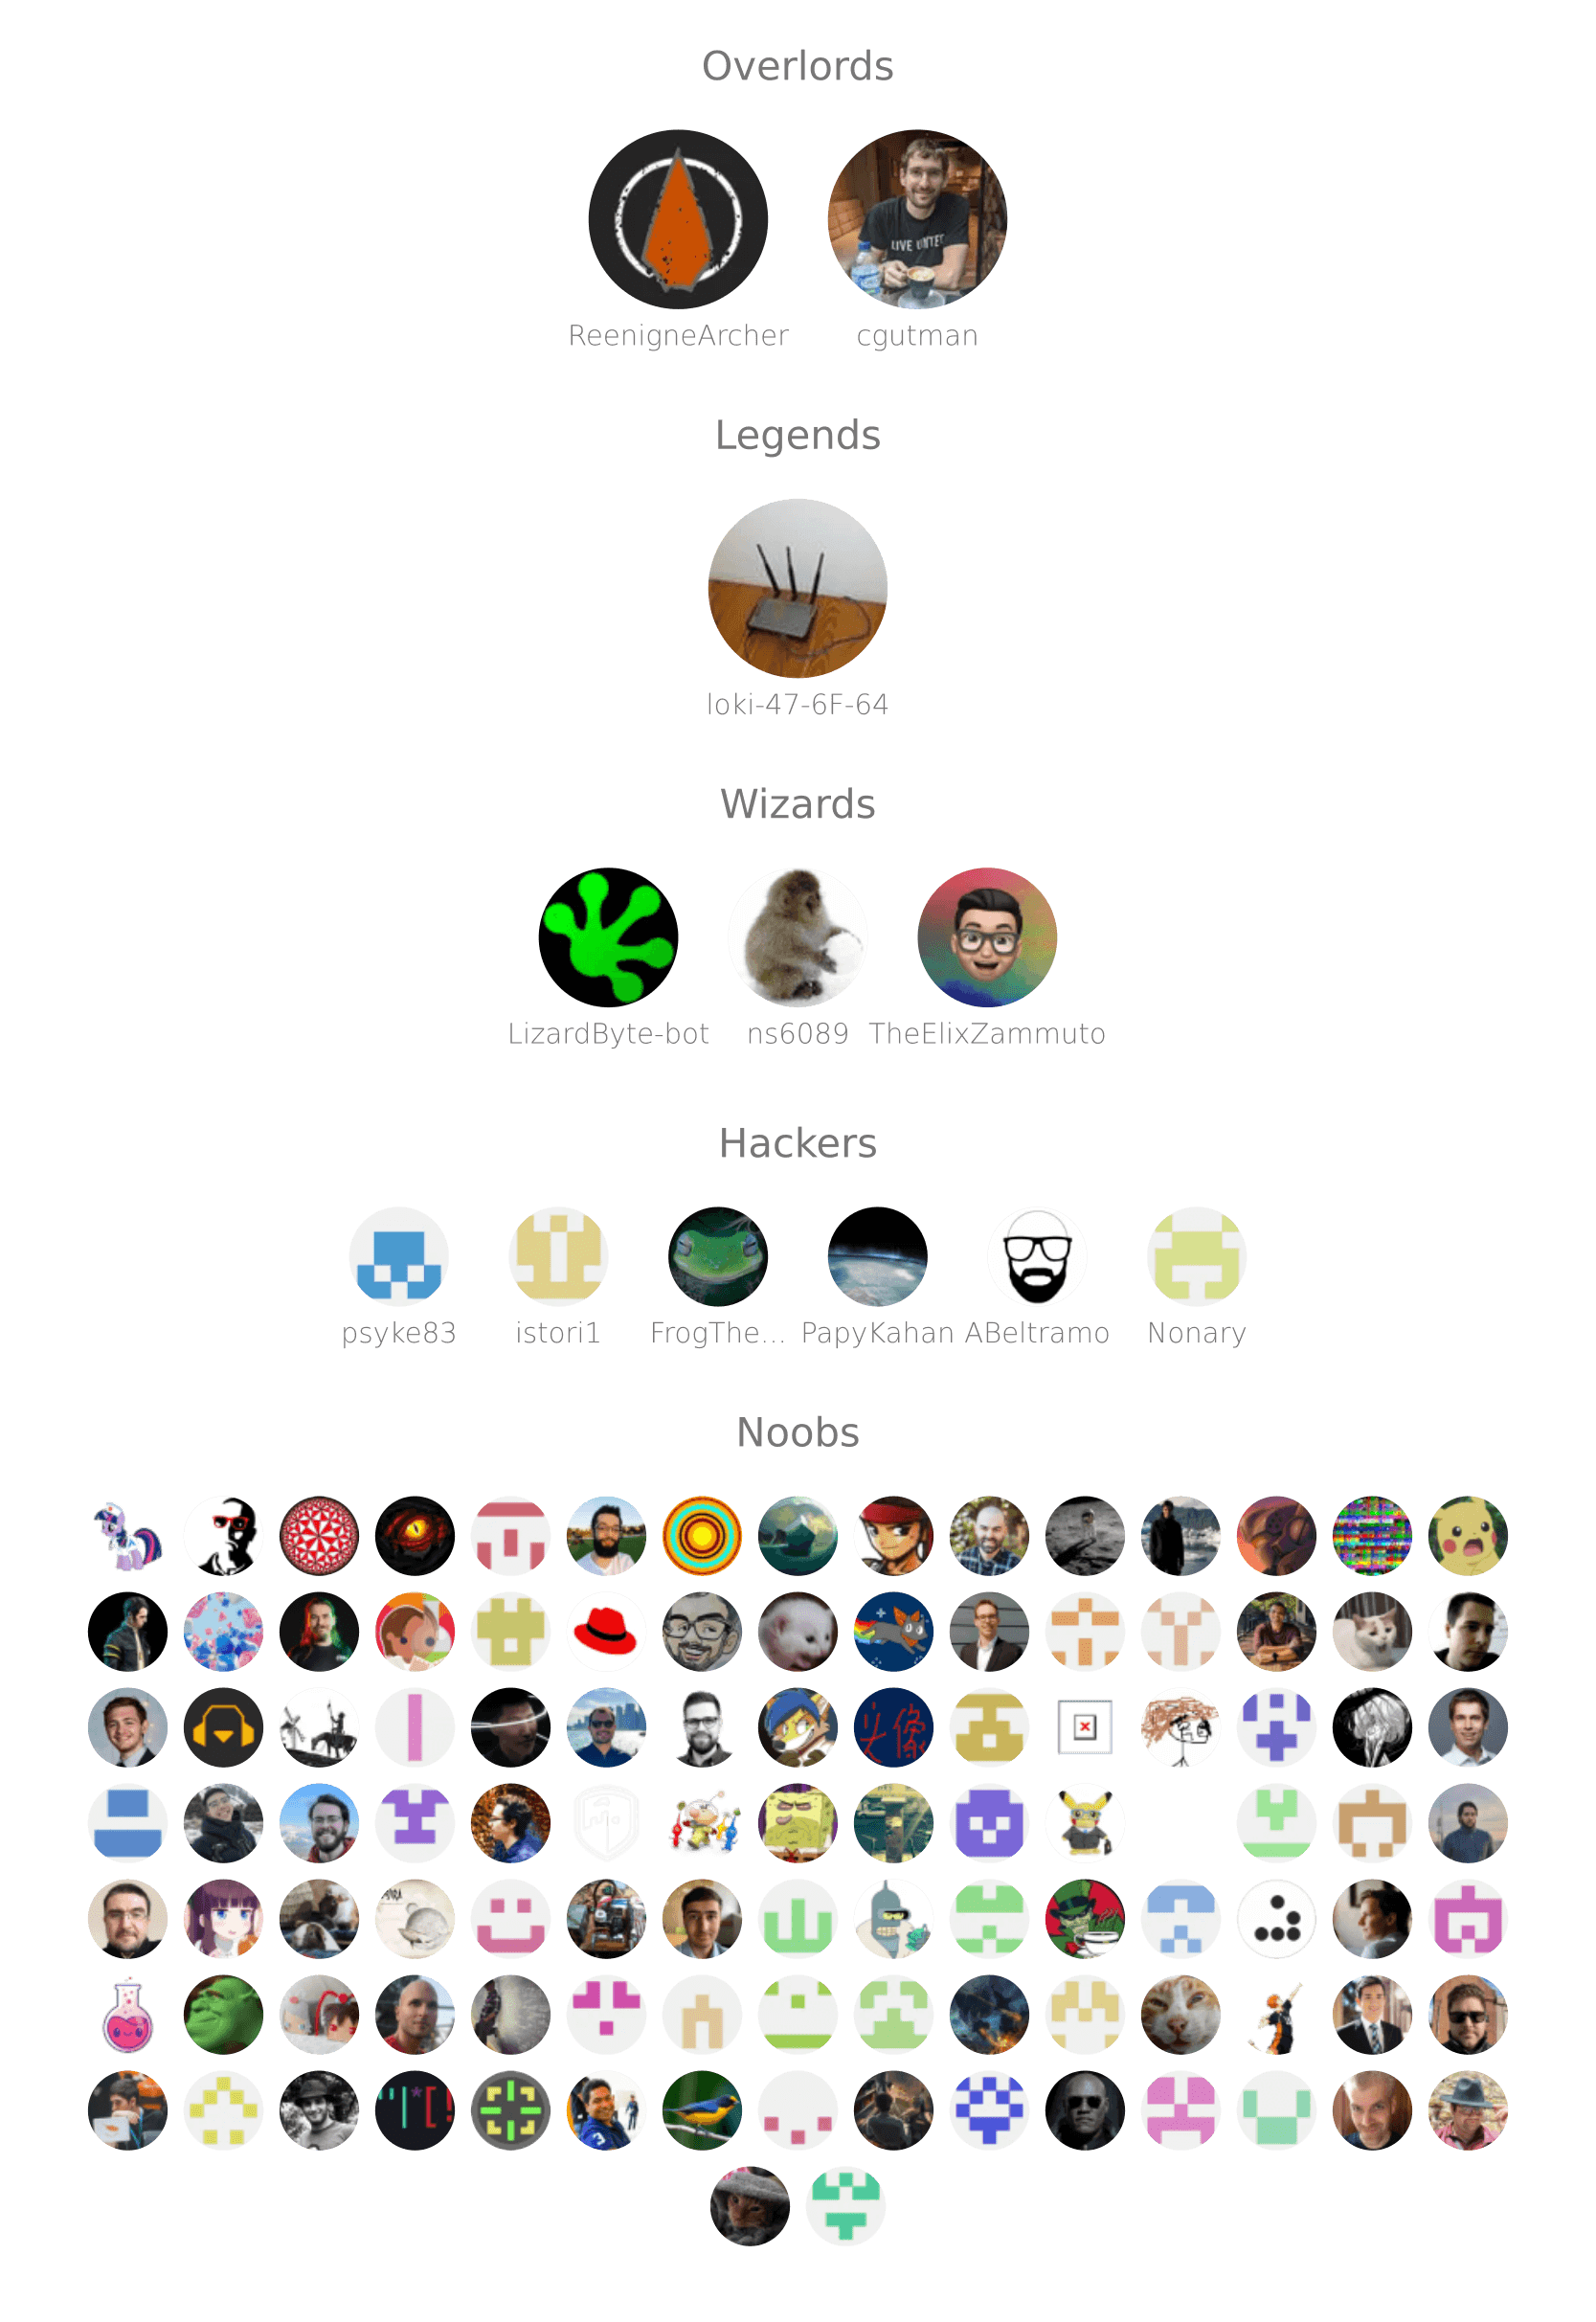 Overlords
ReenigneArcher cgutman
Legends
loki-47-6F-64
Wizards
LizardByte-bot ns6089 TheElixZammuto
Hackers
psyke83 istori1 FrogThe... PapyKahan ABeltramo Nonary
Noobs